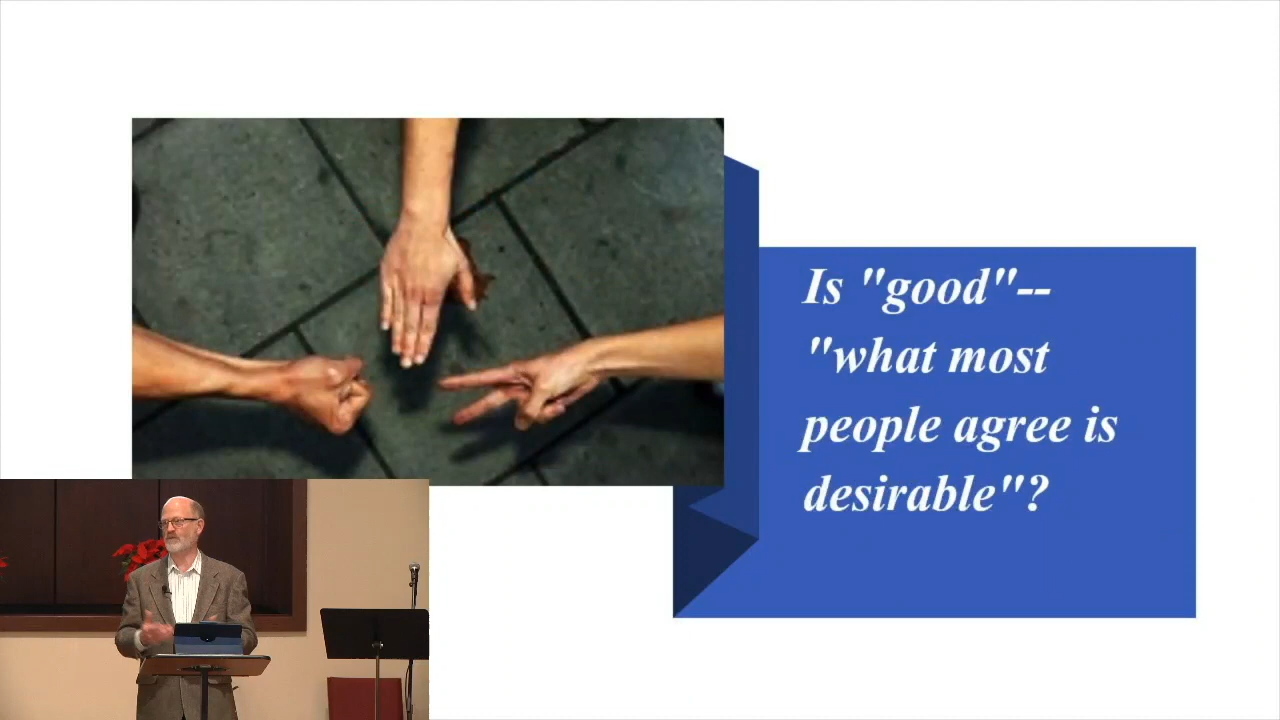 Is "good"--
"what most
people agree is
desirable"?